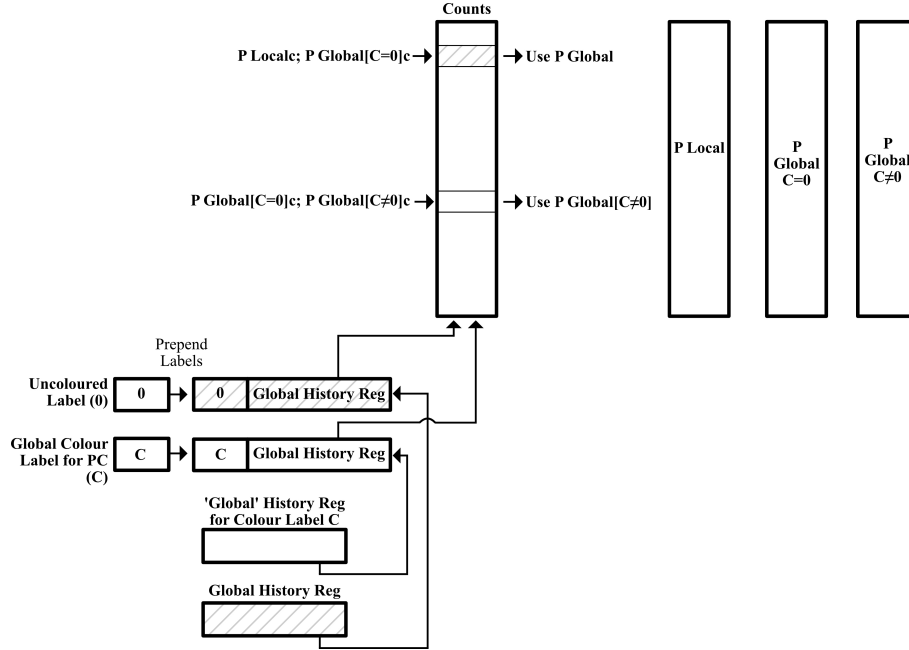 Counts
P Localc; P Global[C=0]c
Use P Global
P Local
P
Global
C=0
P
Global
C≠0
P Global[C=0]c; P Global[C≠0]c
Use P Global[C≠0]
Prepend
Labels
Uncoloured
Label (0)
0
0
Global History Reg
Global Colour
Label for PC
(C)
C
C
Global History Reg
'Global' History Reg
for Colour Label C
Global History Reg